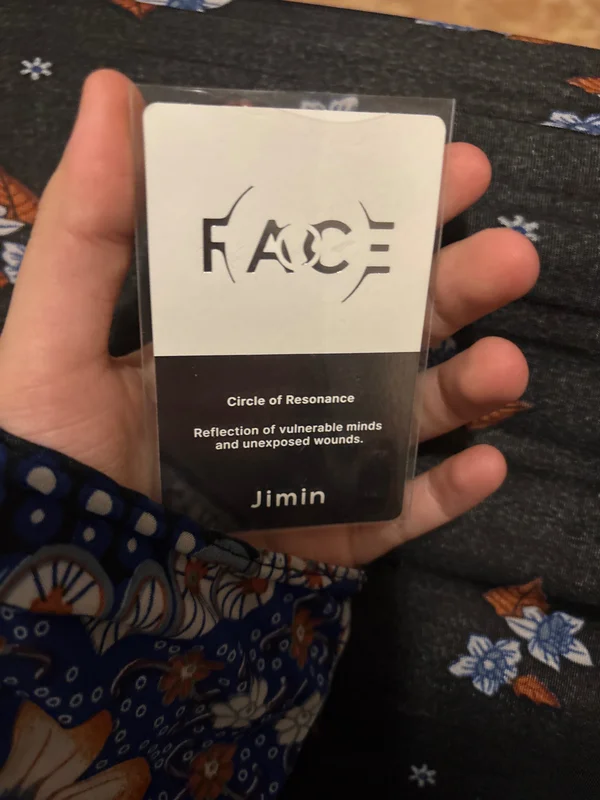 FACE
Circle of Resonance
Reflection of vulnerable minds
and unexposed wounds.
Jimin